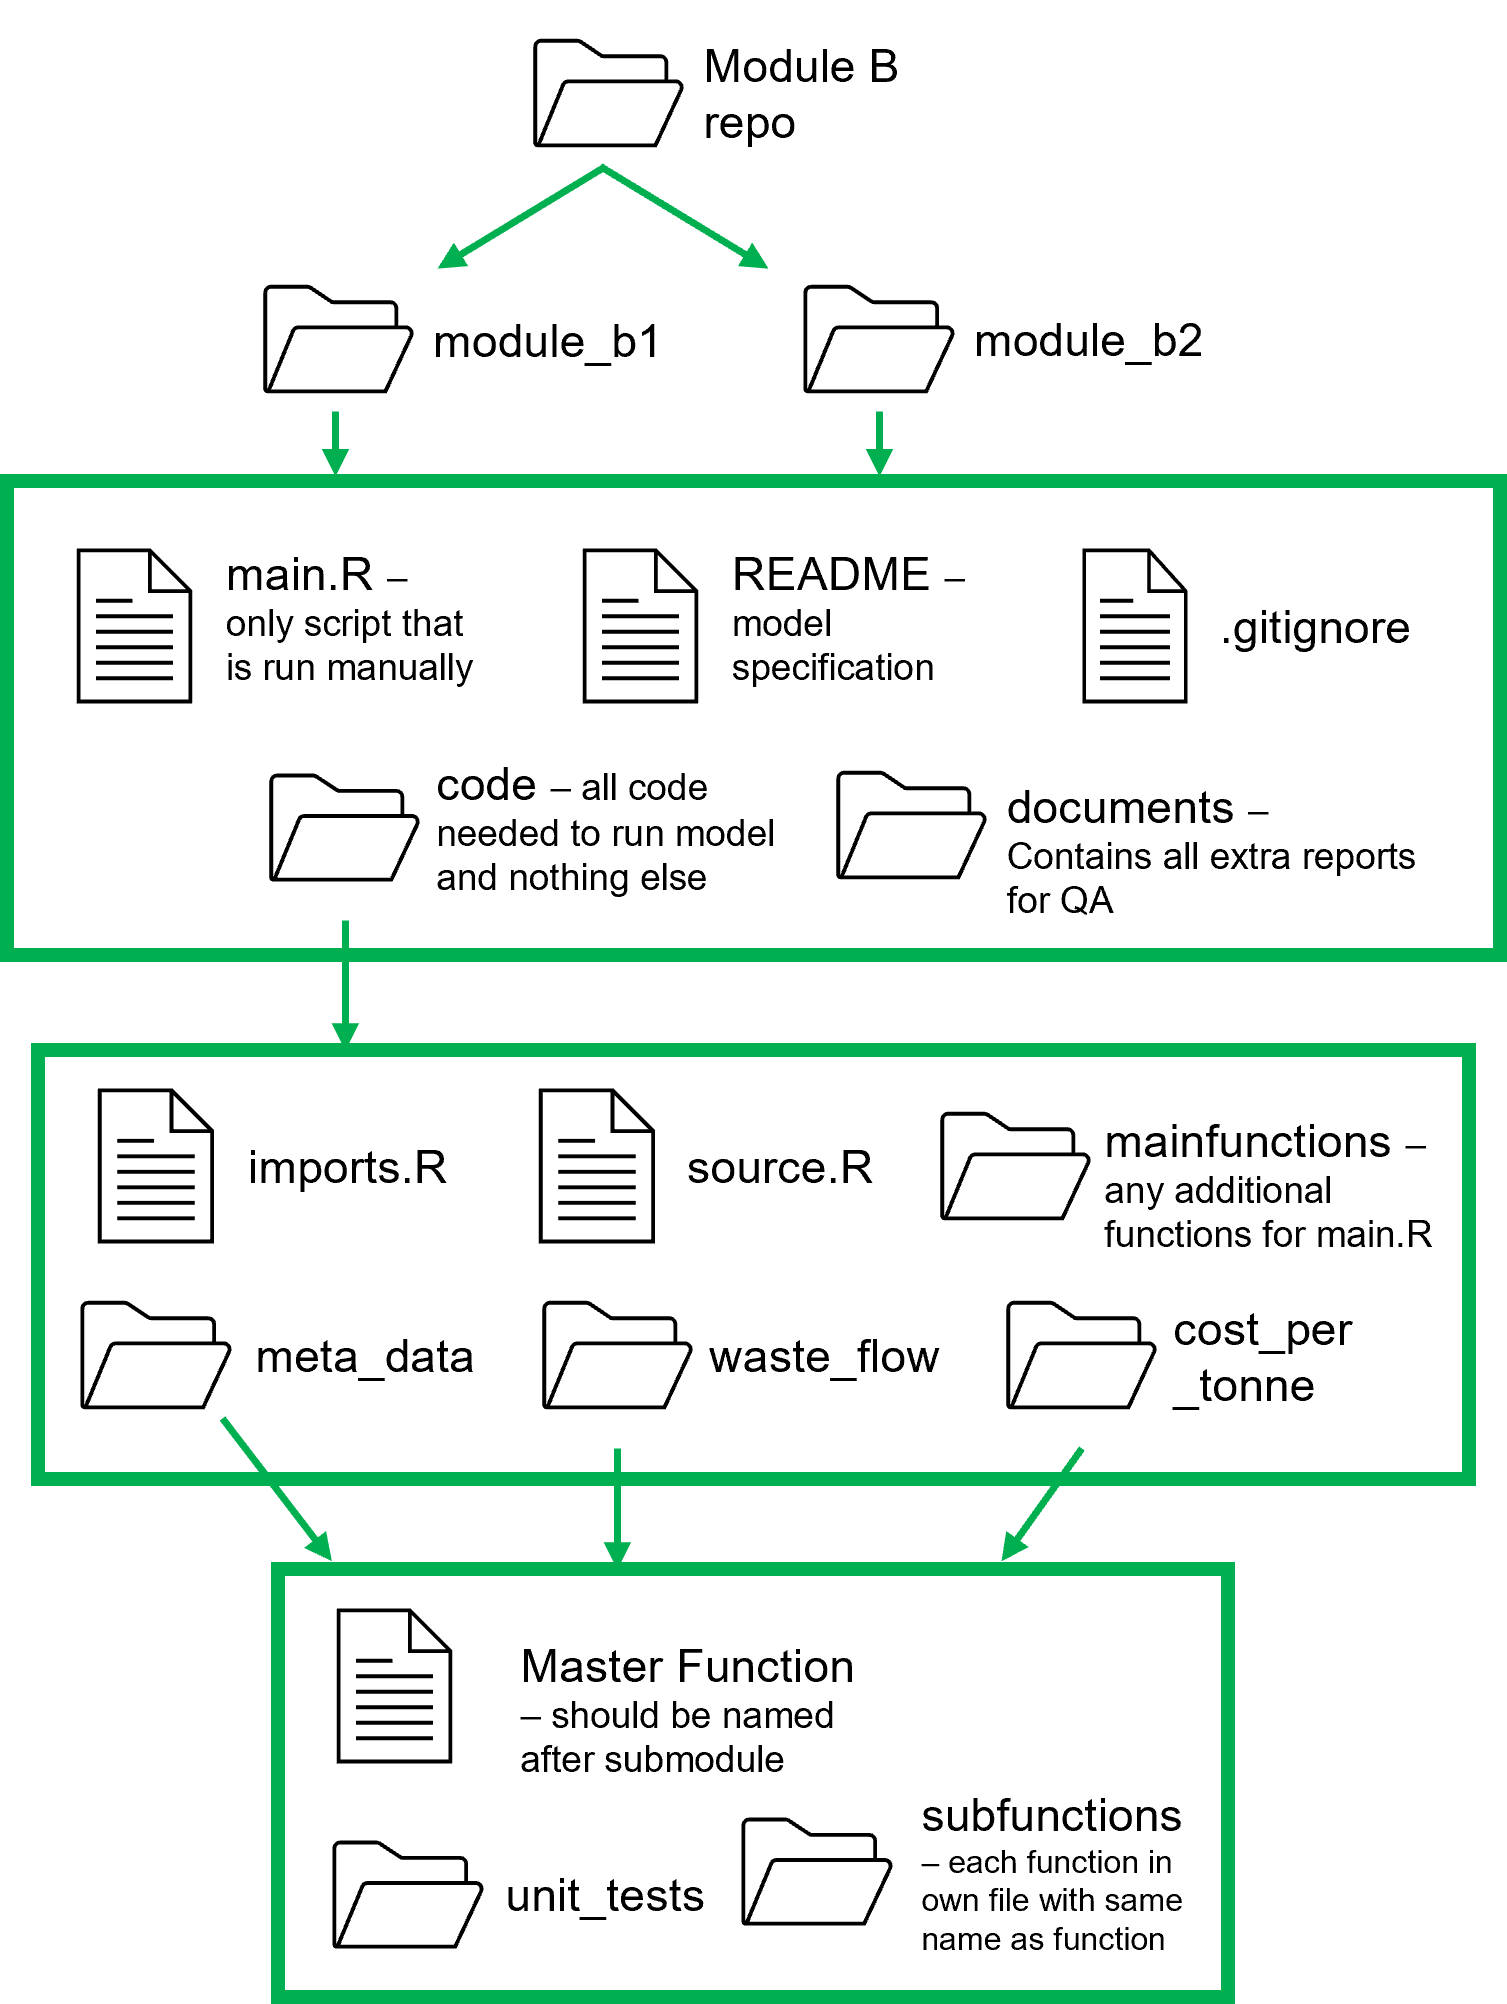 Module B
repo
module_b1
module_b2
main.R –
only script that
is run manually
README –
model
specification
.gitignore
code – all code
needed to run model
and nothing else
documents –
Contains all extra reports
for QA
imports.R
source.R
mainfunctions –
any additional
functions for main.R
meta_data
waste_flow
cost_per
_tonne
Master Function
– should be named
after submodule
unit_tests
subfunctions
– each function in
own file with same
name as function